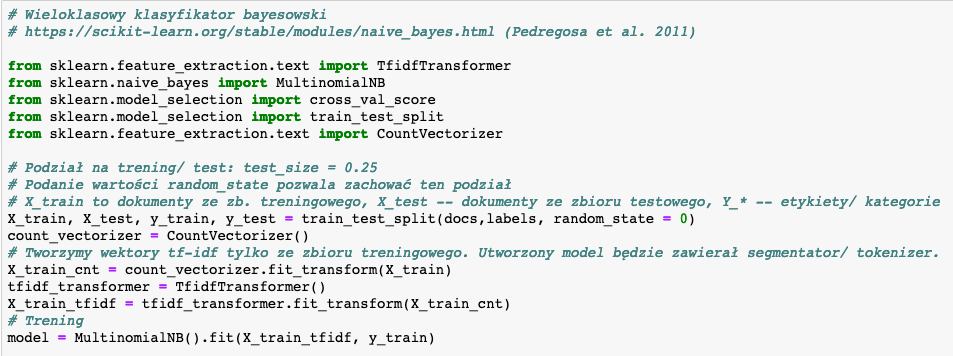 # Wieloklasowy klasyfikator bayesowski
# https://scikit-learn.org/stable/modules/naive_bayes.html (Pedregosa et al. 2011)
from sklearn.feature_extraction.text import TfidfTransformer
from sklearn.naive_bayes import MultinomialNB
from sklearn.model_selection import cross_val_score
from sklearn.model_selection import train_test_split
from sklearn.feature_extraction.text import CountVectorizer
# Podział na trening/ test: test_size = 0.25
# Podanie wartości random_state pozwala zachować ten podział
# X_train to dokumenty ze zb. treningowego, X_test -- dokumenty ze zbioru testowego, Y_* -- etykiety/ kategorie
X_train, X_test, y_train, y_test = train_test_split(docs,labels, random_state = 0)
count_vectorizer = CountVectorizer()
# Tworzymy wektory tf-idf tylko ze zbioru treningowego. Utworzony model będzie zawierał segmentator/ tokenizer.
X_train_cnt = count_vectorizer.fit_transform(X_train)
tfidf_transformer = TfidfTransformer()
X_train_tfidf = tfidf_transformer.fit_transform(X_train_cnt)
# Trening
model = MultinomialNB().fit(X_train_tfidf, y_train)